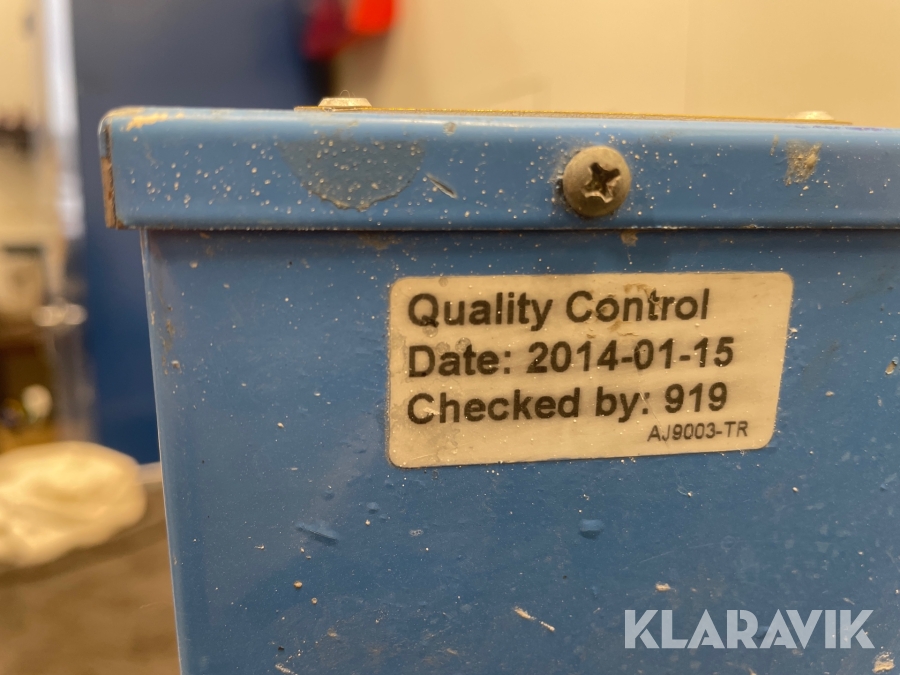 Quality Control
Date: 2014-01-15
Checked by: 919
AJ9003-TR
KLARAVIK